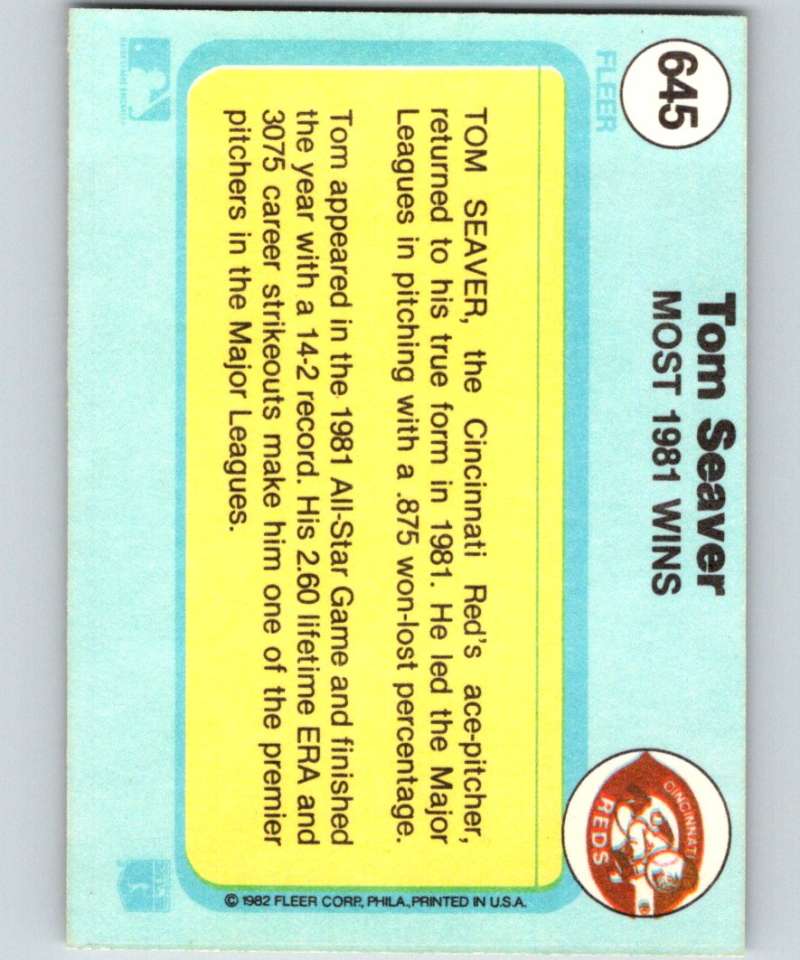 645
FLEER
Tom Seaver
MOST 1981 WINS
CINCINNATI
REDS
TOM SEAVER, the Cincinnati Red's ace-pitcher,
returned to his true form in 1981. He led the Major
Leagues in pitching with a .875 won-lost percentage.
Tom appeared in the 1981 All-Star Game and finished
the year with a 14-2 record. His 2.60 lifetime ERA and
3075 career strikeouts make him one of the premier
pitchers in the Major Leagues.
© 1982 FLEER CORP., PHILA., PRINTED IN U.S.A.